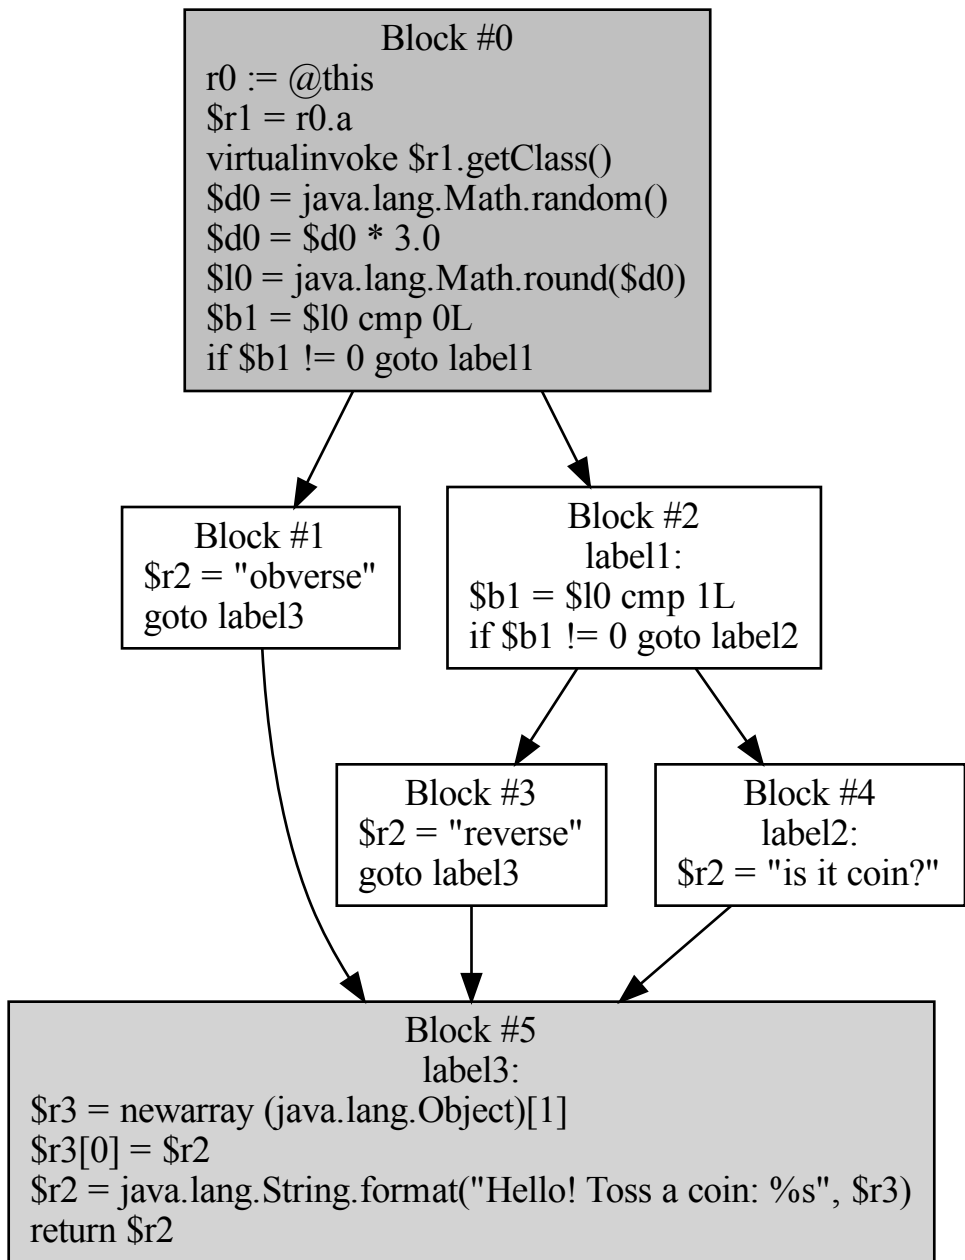 Block #0
r0 := @this
$r1 = r0.a
virtualinvoke $r1.getClass()
$d0 = java.lang.Math.random()
$d0 = $d0 * 3.0
$l0 = java.lang.Math.round($d0)
$b1 = $l0 cmp 0L
if $b1 != 0 goto label1
Block #1
$r2 = "obverse"
goto label3
Block #2
label1:
$b1 = $l0 cmp 1L
if $b1 != 0 goto label2
Block #3
$r2 = "reverse"
goto label3
Block #4
label2:
$r2 = "is it coin?"
Block #5
label3:
$r3 = newarray (java.lang.Object)[1]
$r3[0] = $r2
$r2 = java.lang.String.format("Hello! Toss a coin: %s", $r3)
return $r2